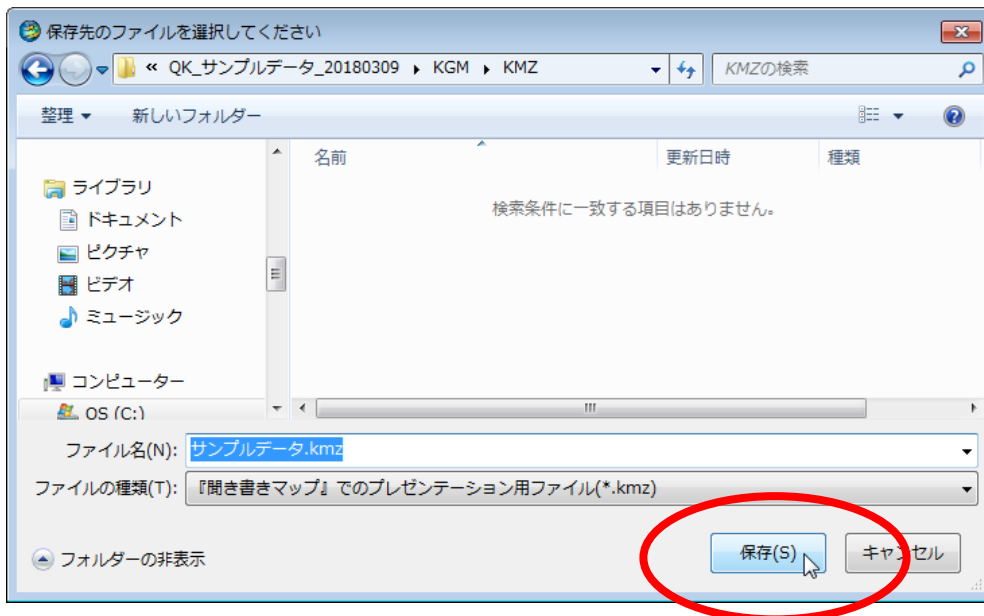 保存先のファイルを選択してください
« QK_サンプルデータ_20180309 ▸ KGM ▸ KMZ
KMZの検索
整理 新しいフォルダー
名前 更新日時 種類
検索条件に一致する項目はありません。
ライブラリ
ドキュメント
ピクチャ
ビデオ
ミュージック
コンピューター
OS (C:)
ファイル名(N): サンプルデータ.kmz
ファイルの種類(T): 『聞き書きマップ』でのプレゼンテーション用ファイル(*.kmz)
フォルダーの非表示 保存(S) キャンセル